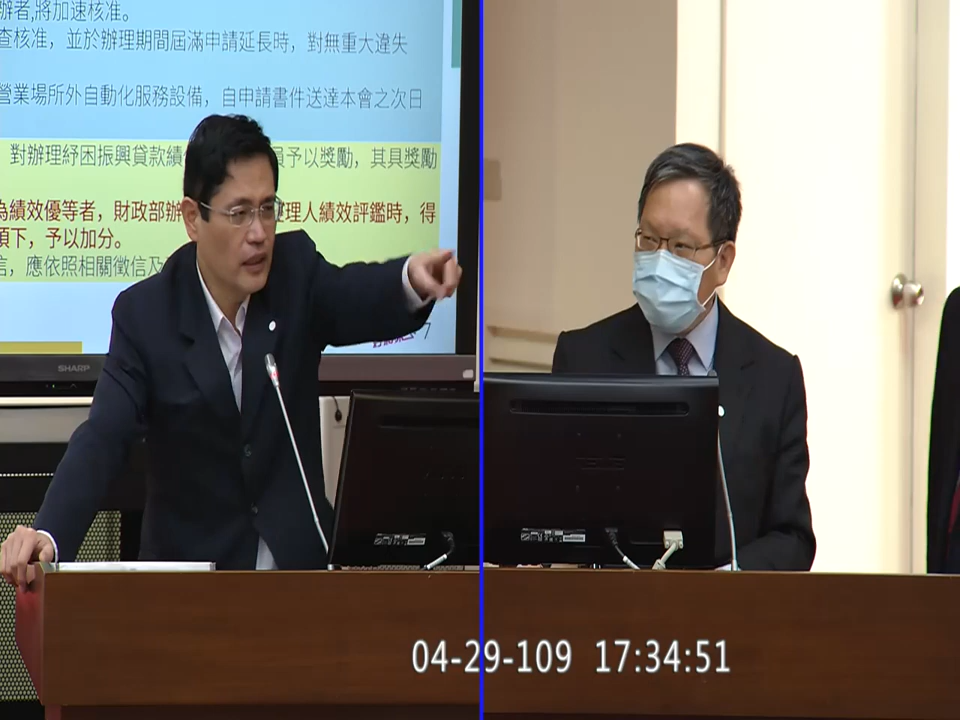 辦者,將加速核准。
查核准，並於辦理期間屆滿申請延長時，對無重大違失
營業場所外自動化服務設備，自申請書件送達本會之次日
對辦理紓困振興貸款績 員予以獎勵，其具獎勵
為績效優等者，財政部辦 理人績效評鑑時，得
項下，予以加分。
言，應依照相關徵信及
7
SHARP
04-29-109 17:34:51